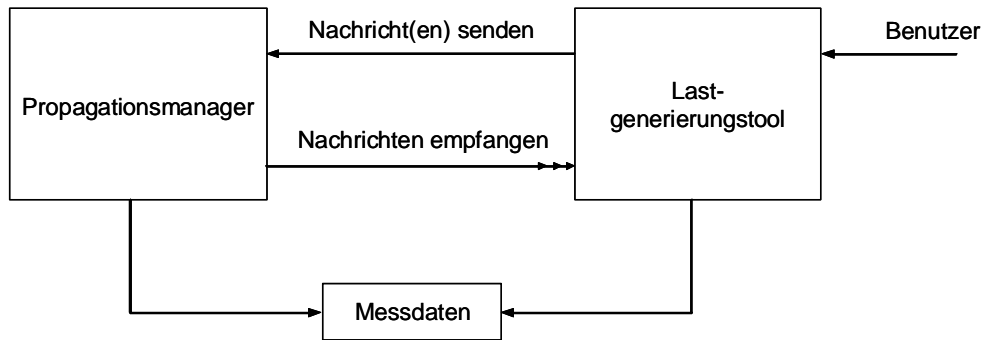 Nachricht(en) senden
Benutzer
Propagationsmanager
Last-
generierungstool
Nachrichten empfangen
Messdaten